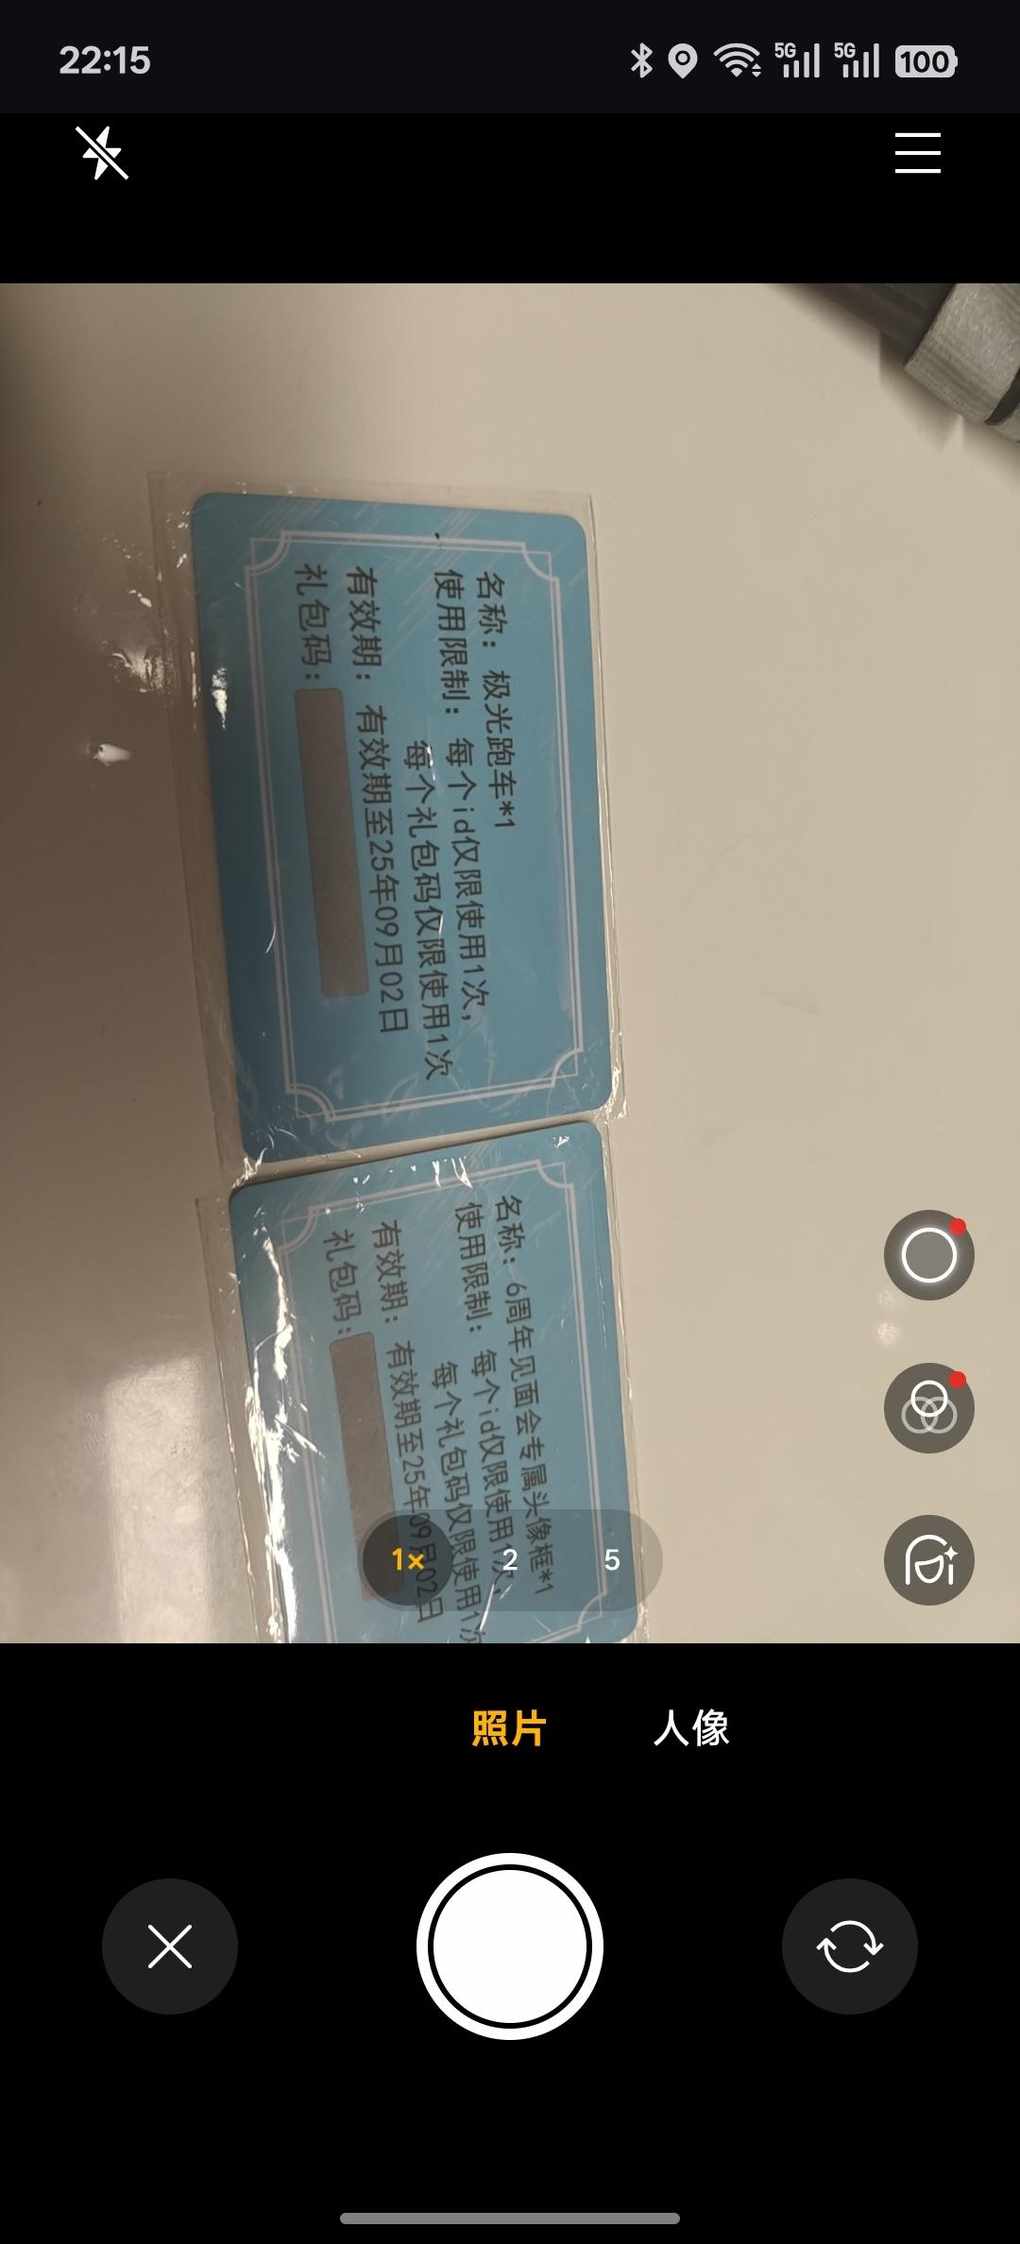 22:15
5G
5G
100
名称：极光跑车*1
使用限制：每个id仅限使用1次，
每个礼包码仅限使用1次
有效期：有效期至25年09月02日
礼包码：
名称：6周年见面会专属头像框*1
使用限制：每个id仅限使用1次，
每个礼包码仅限使用1次
有效期：有效期至25年09月02日
礼包码：
1×
2
5
照片
人像